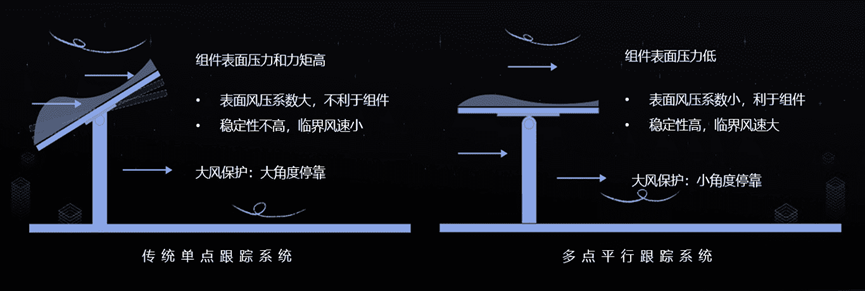 组件表面压力和力矩高
• 表面风压系数大，不利于组件
• 稳定性不高，临界风速小
大风保护：大角度停靠
传统单点跟踪系统
组件表面压力低
• 表面风压系数小，利于组件
• 稳定性高，临界风速大
大风保护：小角度停靠
多点平行跟踪系统